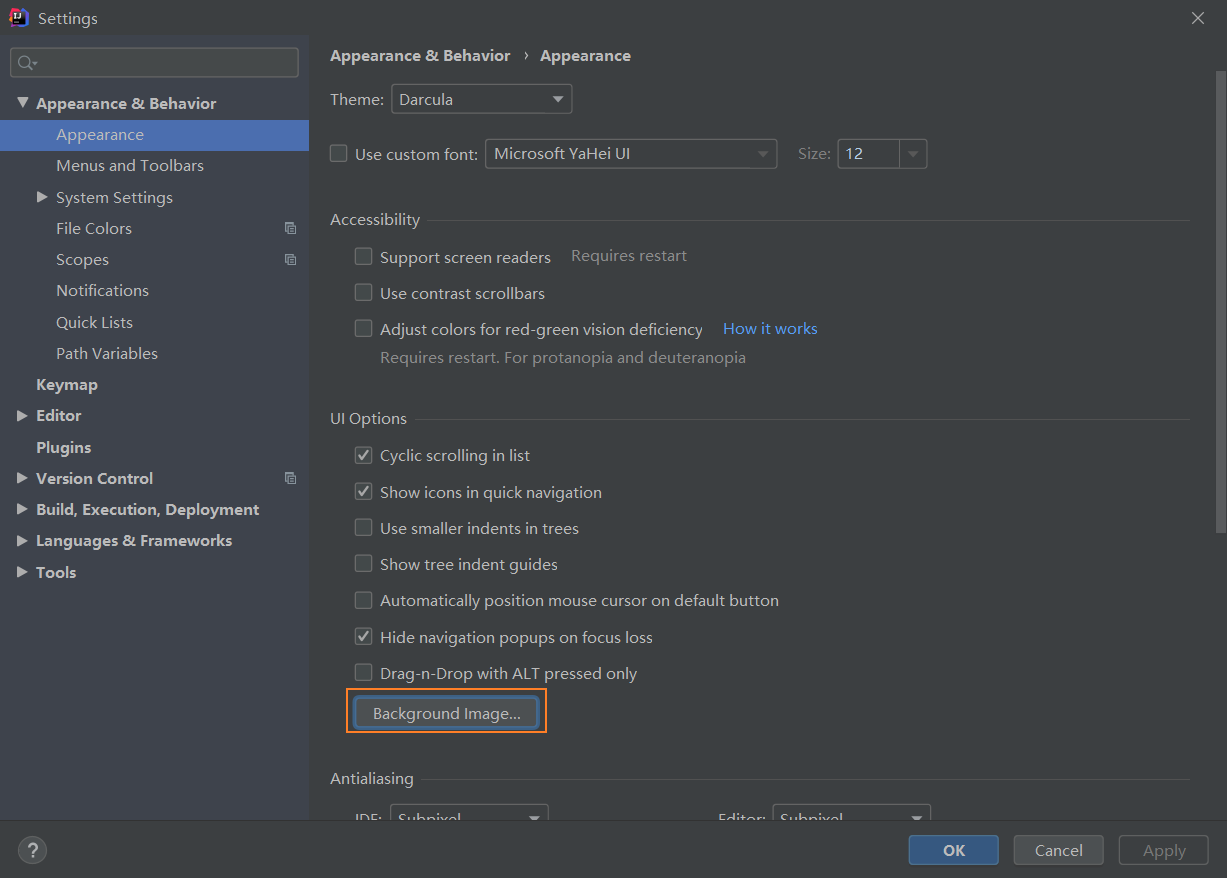 Settings
Appearance & Behavior
Appearance
Menus and Toolbars
System Settings
File Colors
Scopes
Notifications
Quick Lists
Path Variables
Keymap
Editor
Plugins
Version Control
Build, Execution, Deployment
Languages & Frameworks
Tools
Appearance & Behavior › Appearance
Theme: Darcula
Use custom font: Microsoft YaHei UI Size: 12
Accessibility
Support screen readers Requires restart
Use contrast scrollbars
Adjust colors for red-green vision deficiency How it works
Requires restart. For protanopia and deuteranopia
UI Options
Cyclic scrolling in list
Show icons in quick navigation
Use smaller indents in trees
Show tree indent guides
Automatically position mouse cursor on default button
Hide navigation popups on focus loss
Drag-n-Drop with ALT pressed only
Background Image...
Antialiasing
IDE: Subpixel Editor: Subpixel
? OK Cancel Apply